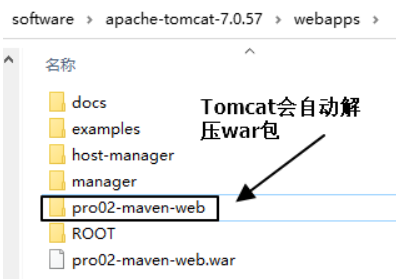 software > apache-tomcat-7.0.57 > webapps >
名称
docs
examples
host-manager
manager
pro02-maven-web
ROOT
pro02-maven-web.war
Tomcat会自动解
压war包